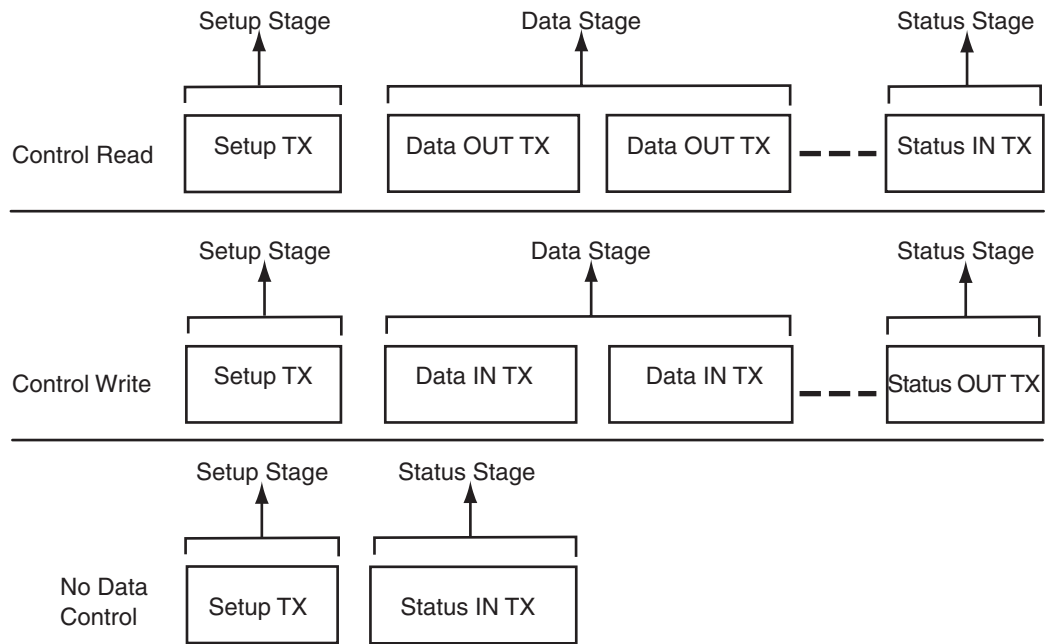 Setup Stage Data Stage Status Stage
Control Read Setup TX Data OUT TX Data OUT TX Status IN TX
Setup Stage Data Stage Status Stage
Control Write Setup TX Data IN TX Data IN TX Status OUT TX
Setup Stage Status Stage
No Data
Control Setup TX Status IN TX